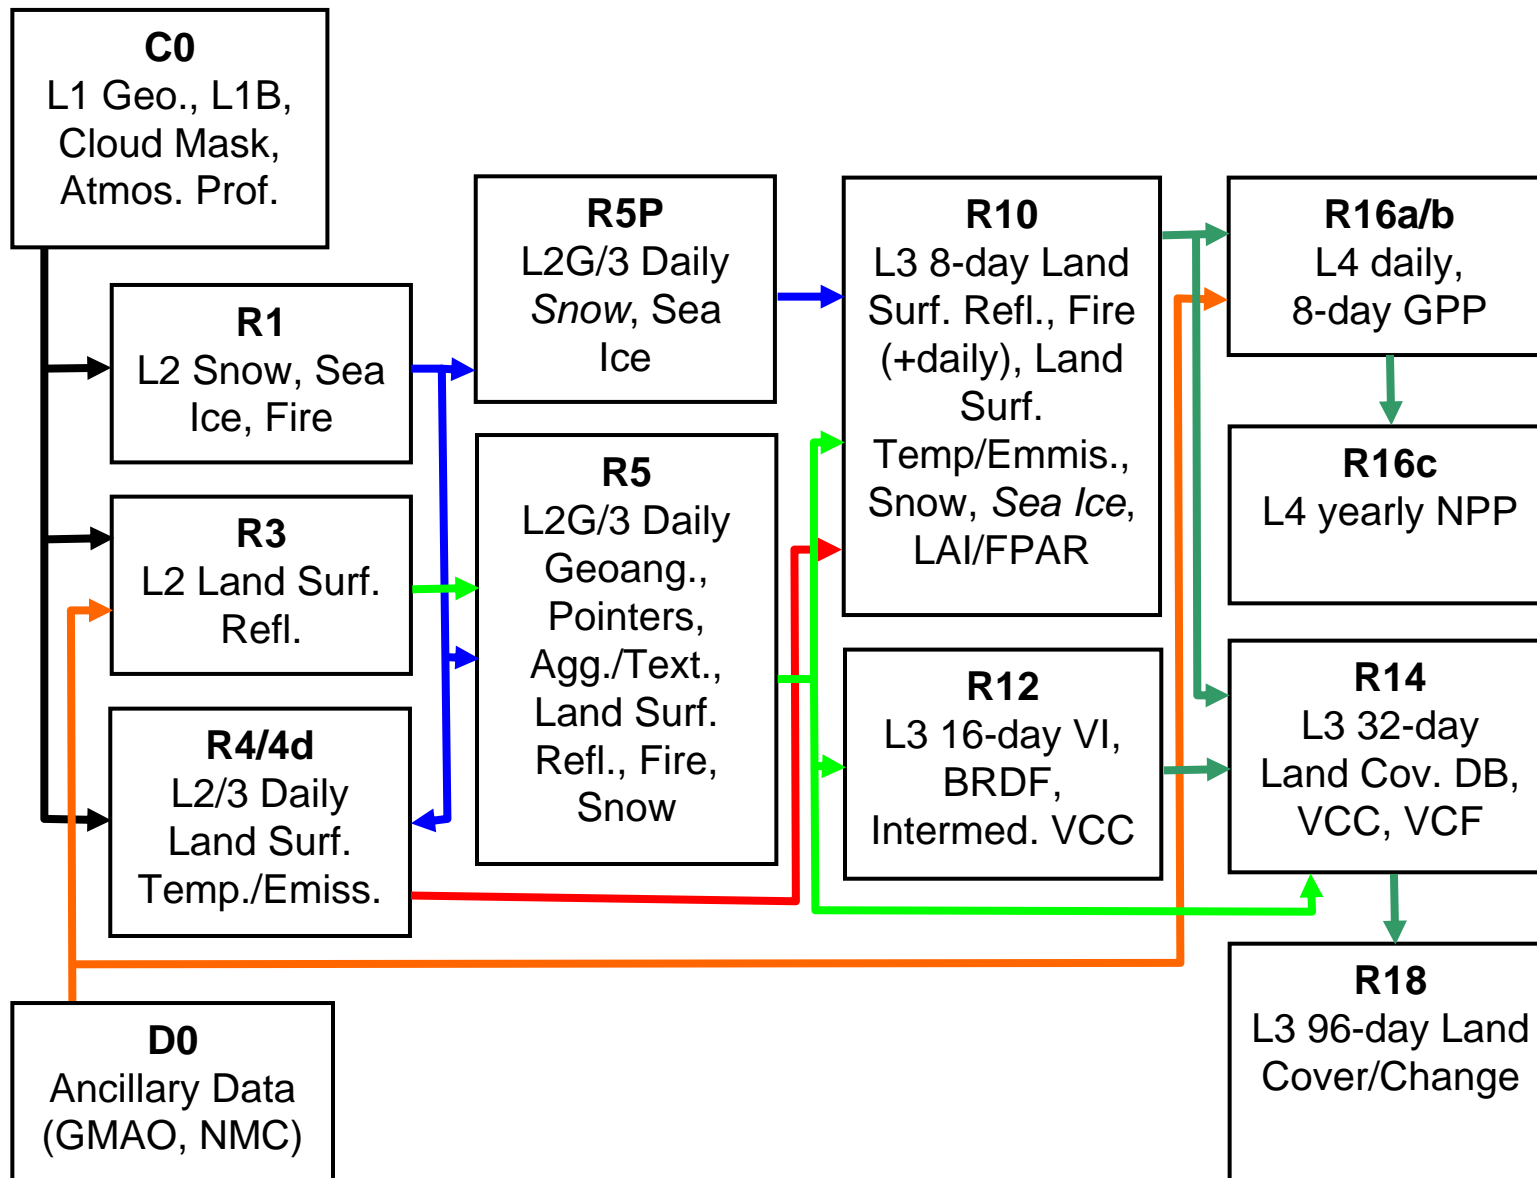 C0
L1 Geo., L1B,
Cloud Mask,
Atmos. Prof.
R1
L2 Snow, Sea
Ice, Fire
R3
L2 Land Surf.
Refl.
R4/4d
L2/3 Daily
Land Surf.
Temp./Emiss.
D0
Ancillary Data
(GMAO, NMC)
R5P
L2G/3 Daily
Snow, Sea
Ice
R5
L2G/3 Daily
Geoang.,
Pointers,
Agg./Text.,
Land Surf.
Refl., Fire,
Snow
R10
L3 8-day Land
Surf. Refl., Fire
(+daily), Land
Surf.
Temp/Emmis.,
Snow, Sea Ice,
LAI/FPAR
R12
L3 16-day VI,
BRDF,
Intermed. VCC
R16a/b
L4 daily,
8-day GPP
R16c
L4 yearly NPP
R14
L3 32-day
Land Cov. DB,
VCC, VCF
R18
L3 96-day Land
Cover/Change